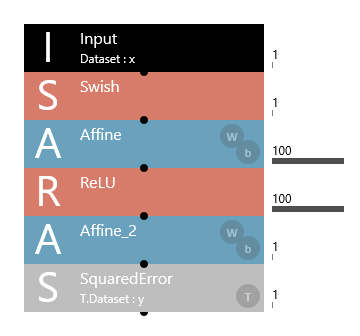 I Input 1
Dataset : x
S Swish 1
A Affine W b 100
R ReLU 100
A Affine_2 W b 1
S SquaredError 1
T.Dataset : y T